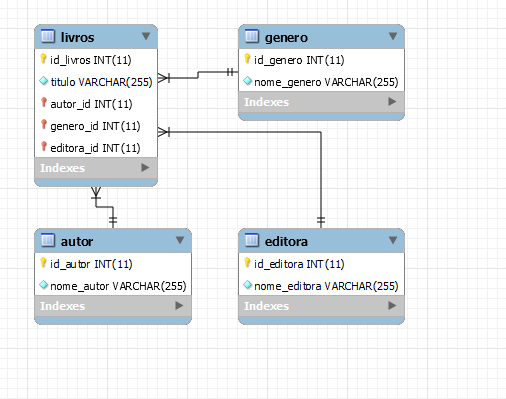 livros
id_livros INT(11)
titulo VARCHAR(255)
autor_id INT(11)
genero_id INT(11)
editora_id INT(11)
Indexes
genero
id_genero INT(11)
nome_genero VARCHAR(255)
Indexes
autor
id_autor INT(11)
nome_autor VARCHAR(255)
Indexes
editora
id_editora INT(11)
nome_editora VARCHAR(255)
Indexes